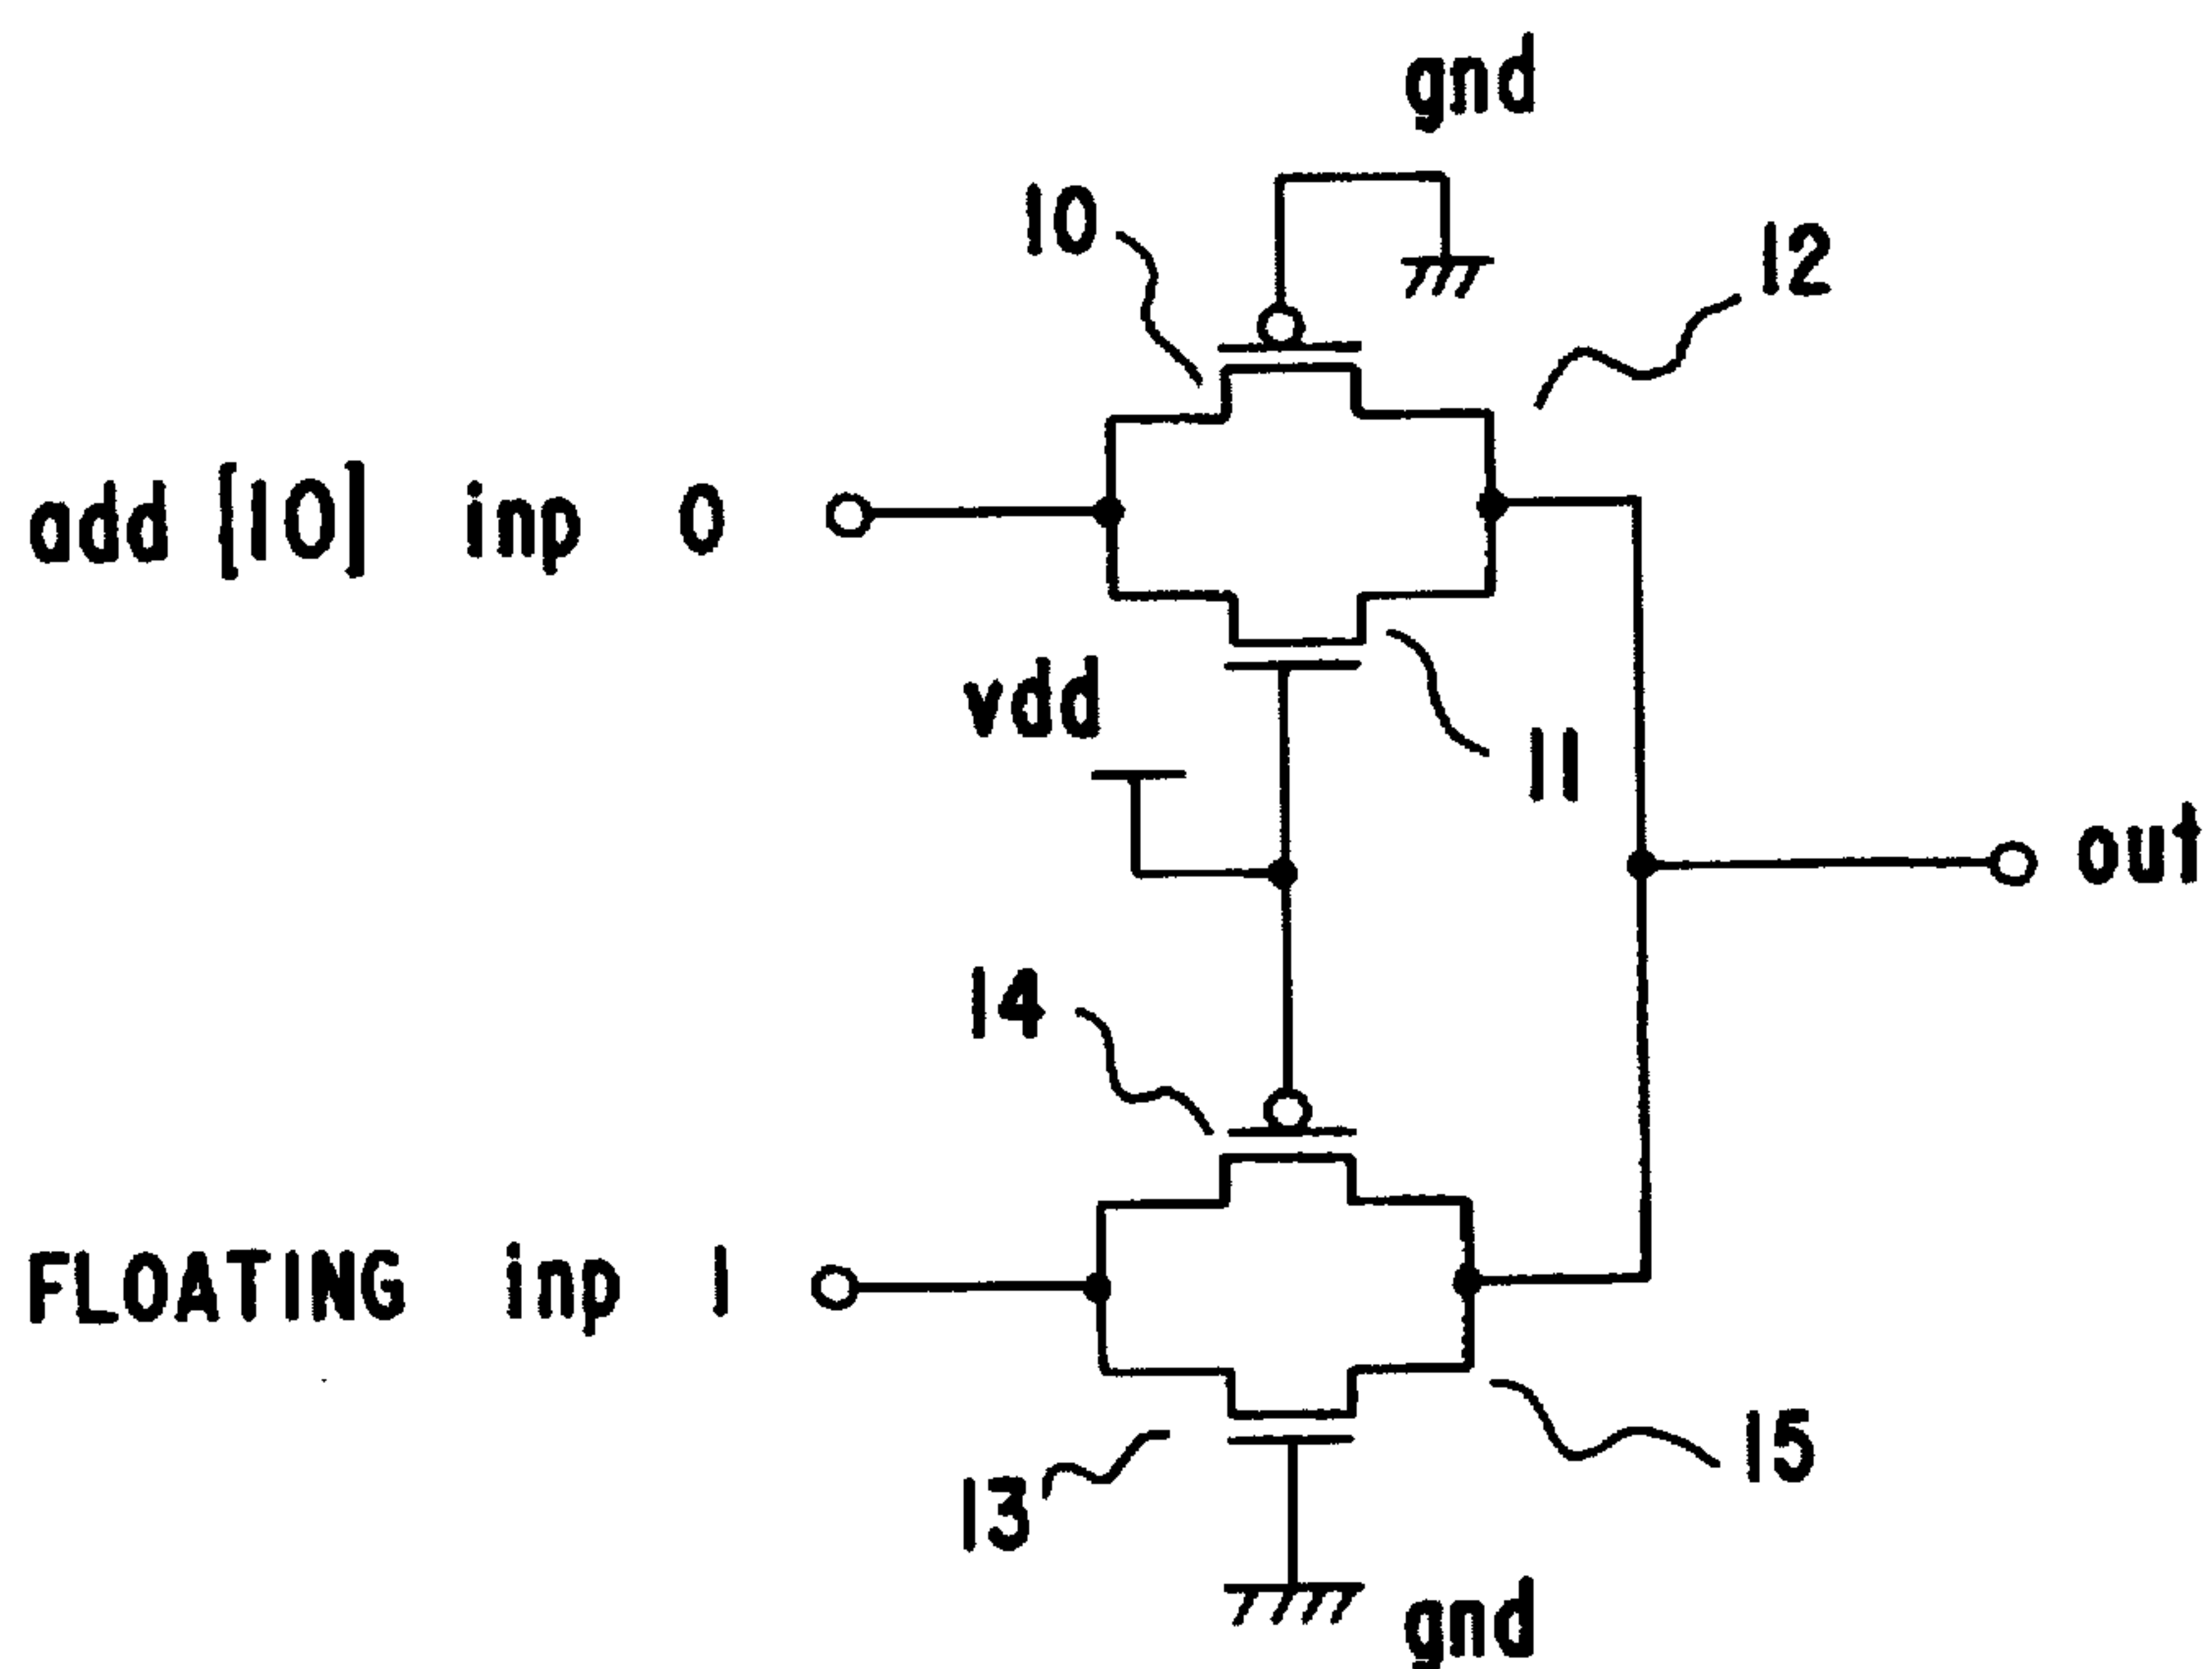 gnd
10
12
add [10] inp 0
vdd
11
out
14
FLOATING inp 1
15
13
gnd